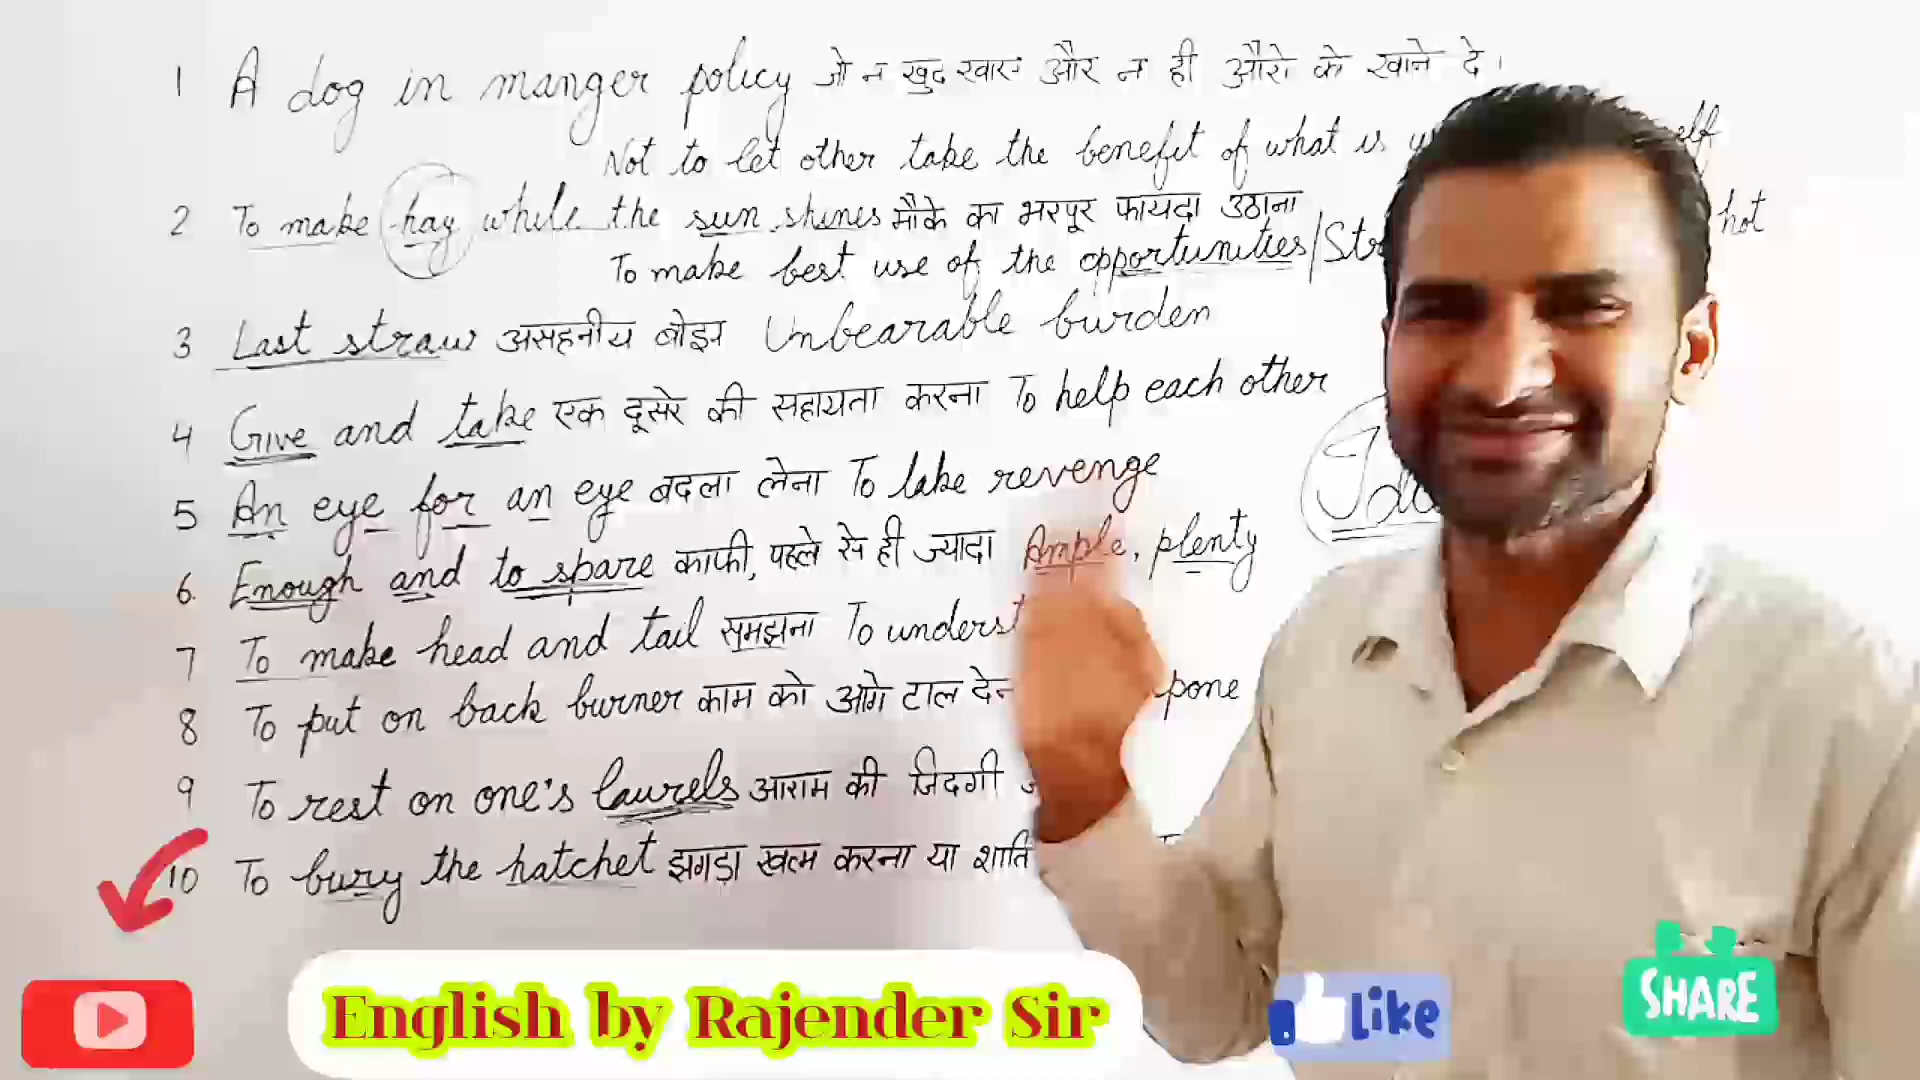 1 A dog in manger policy जो न खुद खाए और न ही औरों को खाने दे।
Not to let other take the benefit of what is
2 To make hay while the sun shines मौके का भरपूर फायदा उठाना
To make best use of the opportunities / hot
3 Last straw असहनीय बोझ Unbearable burden
4 Give and take एक दूसरे की सहायता करना To help each other
5 An eye for an eye बदला लेना To take revenge
6. Enough and to spare काफी, पहले से ही ज्यादा Ample, plenty
7 To make head and tail समझना To underst
8 To put on back burner काम को आगे टाल देन pone
9 To rest on one's laurels आराम की जिदगी
10 To bury the hatchet झगड़ा खत्म करना या शाति
English by Rajender Sir
Like
SHARE